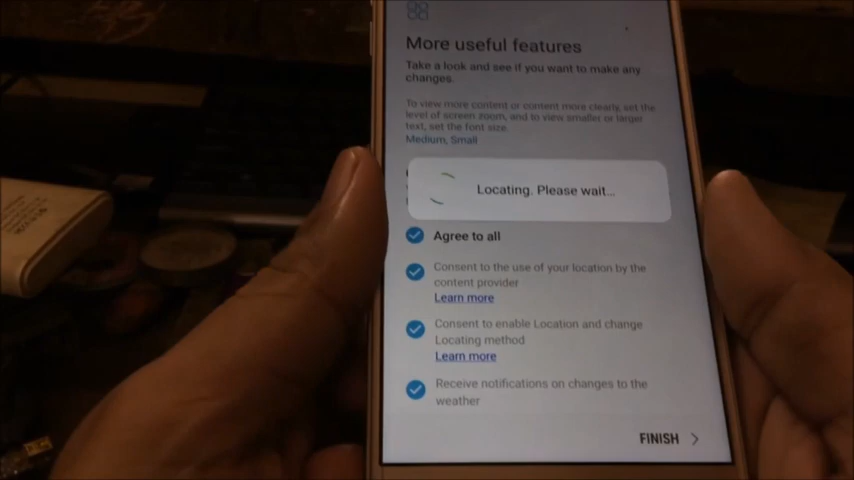 More useful features
Take a look and see if you want to make any
changes.
To view more content or content more clearly, set the
level of screen zoom, and to view smaller or larger
text, set the font size.
Medium, Small
Locating. Please wait...
Agree to all
Consent to the use of your location by the
content provider
Learn more
Consent to enable Location and change
Locating method
Learn more
Receive notifications on changes to the
weather
FINISH